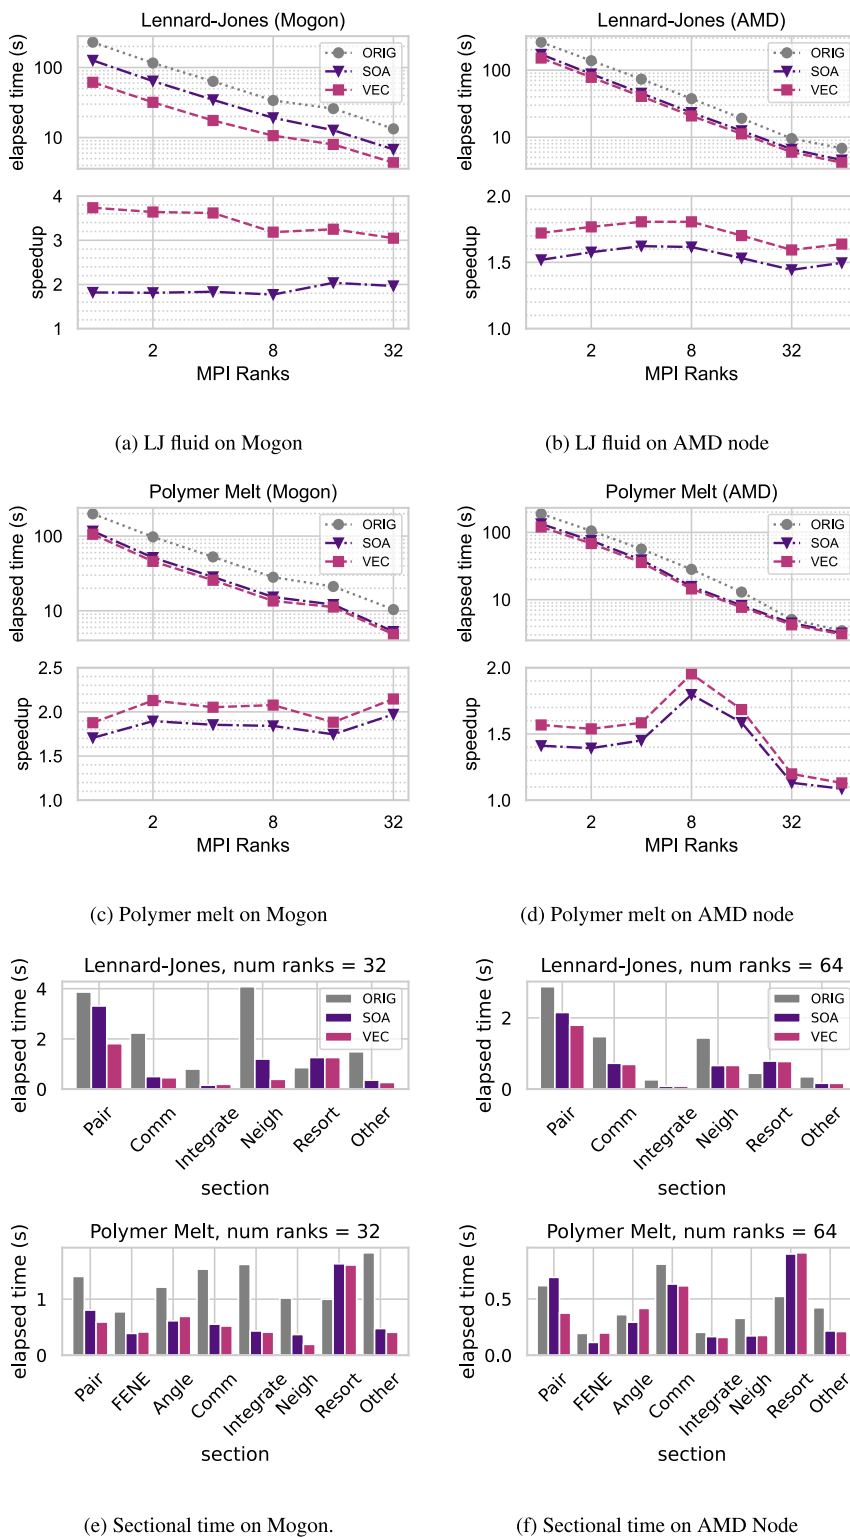 Lennard-Jones (Mogon)
elapsed time (s)
100
10
ORIG
SOA
VEC
speedup
4
3
2
1
2
8
32
MPI Ranks
Lennard-Jones (AMD)
elapsed time (s)
100
10
ORIG
SOA
VEC
speedup
2.0
1.5
1.0
2
8
32
MPI Ranks
(a) LJ fluid on Mogon
(b) LJ fluid on AMD node
Polymer Melt (Mogon)
elapsed time (s)
100
10
ORIG
SOA
VEC
speedup
2.5
2.0
1.5
1.0
2
8
32
MPI Ranks
Polymer Melt (AMD)
elapsed time (s)
100
10
ORIG
SOA
VEC
speedup
2.0
1.5
1.0
2
8
32
MPI Ranks
(c) Polymer melt on Mogon
(d) Polymer melt on AMD node
Lennard-Jones, num ranks = 32
elapsed time (s)
4
2
0
ORIG
SOA
VEC
Pair
Comm
Integrate
Neigh
Resort
Other
section
Lennard-Jones, num ranks = 64
elapsed time (s)
2
0
ORIG
SOA
VEC
Pair
Comm
Integrate
Neigh
Resort
Other
section
Polymer Melt, num ranks = 32
elapsed time (s)
1
0
Pair
FENE
Angle
Comm
Integrate
Neigh
Resort
Other
section
Polymer Melt, num ranks = 64
elapsed time (s)
0.5
0.0
Pair
FENE
Angle
Comm
Integrate
Neigh
Resort
Other
section
(e) Sectional time on Mogon.
(f) Sectional time on AMD Node